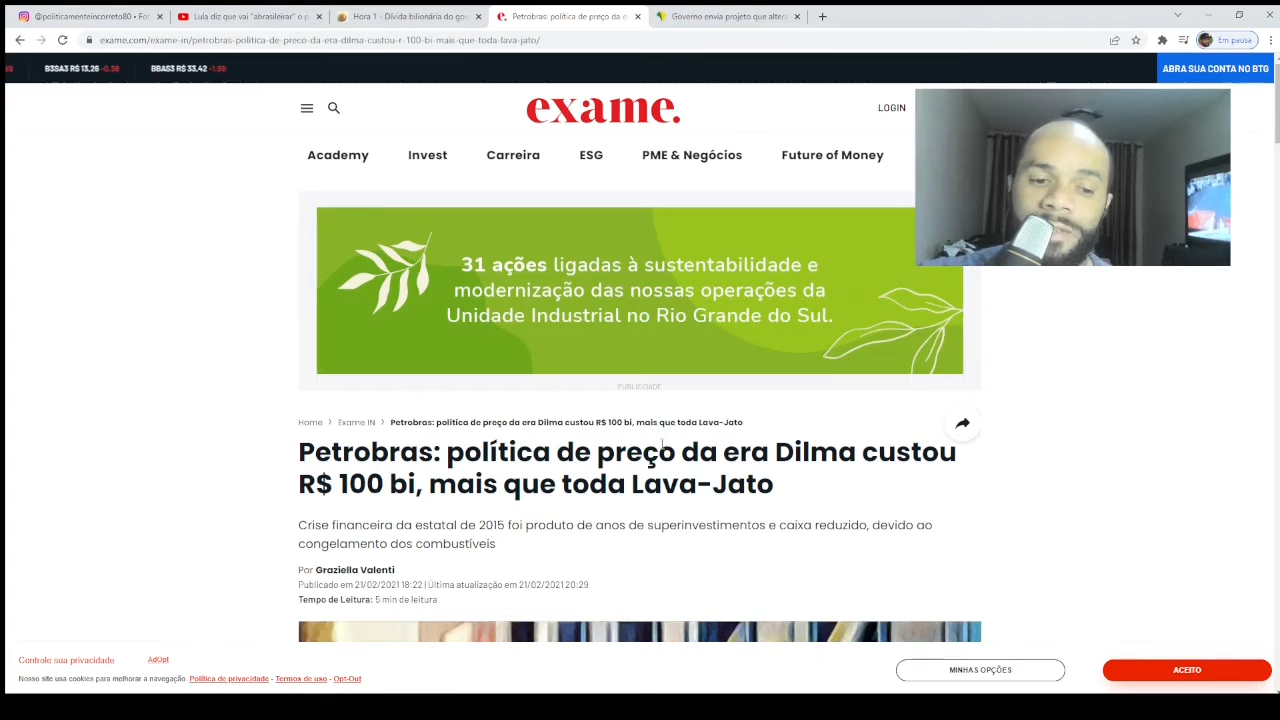 @politicamenteincorreto80 • Fot
Lula diz que vai "abrasileirar" o p
Hora 1 - Dívida bilionária do gov
Petrobras: política de preço da e
Governo envia projeto que alter
exame.com/exame-in/petrobras-politica-de-preco-da-era-dilma-custou-r-100-bi-mais-que-toda-lava-jato/
Em pausa
B3SA3 R$ 13,26 -0.38
BBAS3 R$ 33,42 -1.99
ABRA SUA CONTA NO BTG
exame.
LOGIN
Academy
Invest
Carreira
ESG
PME & Negócios
Future of Money
31 ações ligadas à sustentabilidade e
modernização das nossas operações da
Unidade Industrial no Rio Grande do Sul.
PUBLICIDADE
Home > Exame IN > Petrobras: política de preço da era Dilma custou R$ 100 bi, mais que toda Lava-Jato
Petrobras: política de preço da era Dilma custou
R$ 100 bi, mais que toda Lava-Jato
Crise financeira da estatal de 2015 foi produto de anos de superinvestimentos e caixa reduzido, devido ao
congelamento dos combustíveis
Por Graziella Valenti
Publicado em 21/02/2021 18:22 | Última atualização em 21/02/2021 20:29
Tempo de Leitura: 5 min de leitura
Controle sua privacidade
AdOpt
Nosso site usa cookies para melhorar a navegação. Política de privacidade - Termos de uso - Opt-Out
MINHAS OPÇÕES
ACEITO